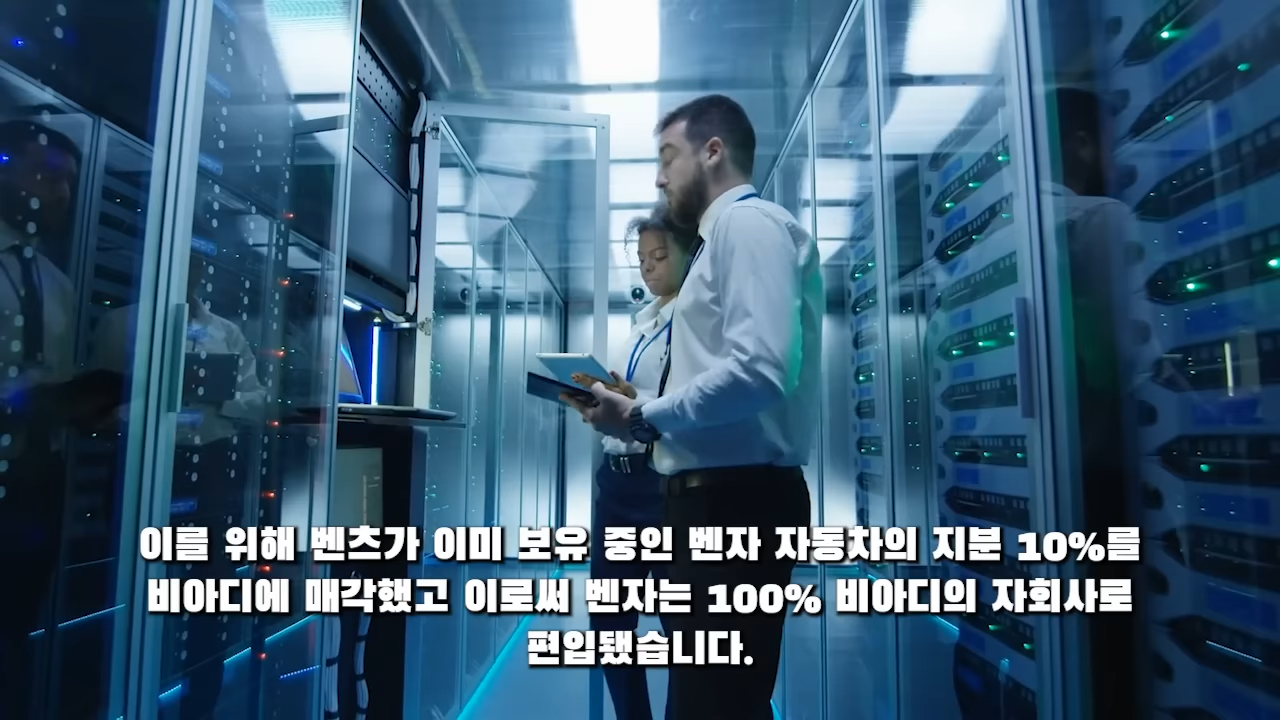 이를 위해 벤츠가 이미 보유 중인 벤자 자동차의 지분 10%를
비아디에 매각했고 이로써 벤자는 100% 비아디의 자회사로
편입됐습니다.